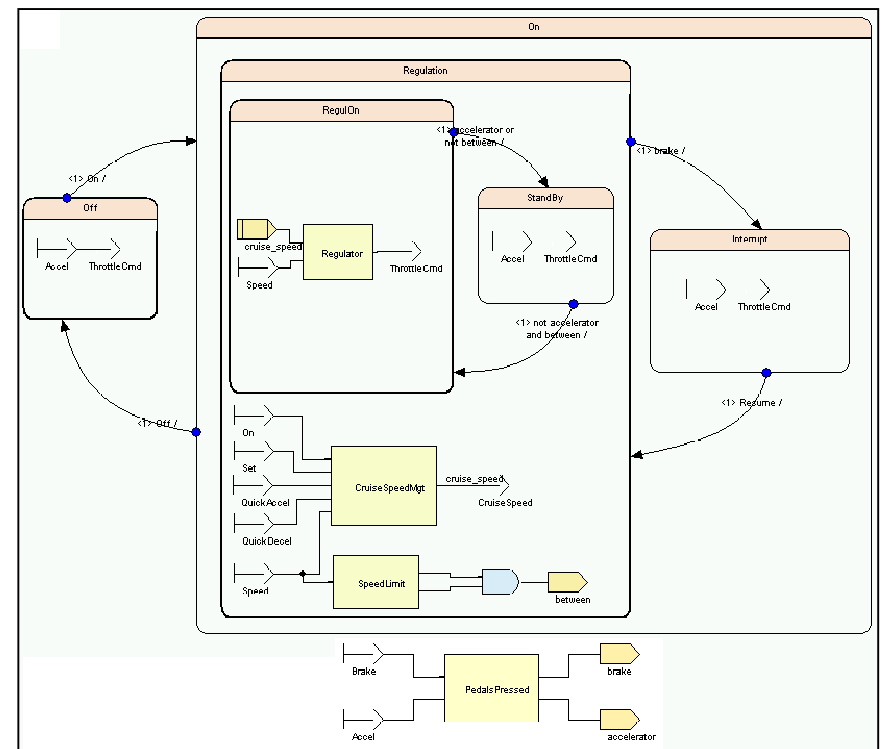 On
Regulation
RegulOn
<1> accelerator or
not between /
<1> brake /
<1> On /
Off
Accel
ThrottleCmd
StandBy
Accel
ThrottleCmd
Interrupt
Accel
ThrottleCmd
cruise_speed
Speed
Regulator
ThrottleCmd
<1> not accelerator
and between /
<1> Resume /
<1> Off /
On
Set
QuickAccel
QuickDecel
CruiseSpeedMgt
cruise_speed
CruiseSpeed
Speed
SpeedLimit
between
Brake
Accel
PedalsPressed
brake
accelerator